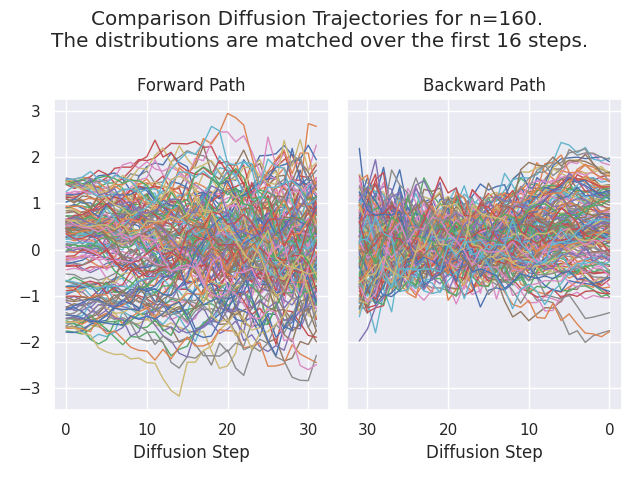 Comparison Diffusion Trajectories for n=160.
The distributions are matched over the first 16 steps.
Forward Path
Backward Path
3
2
1
0
−1
−2
−3
0 10 20 30
30 20 10 0
Diffusion Step
Diffusion Step